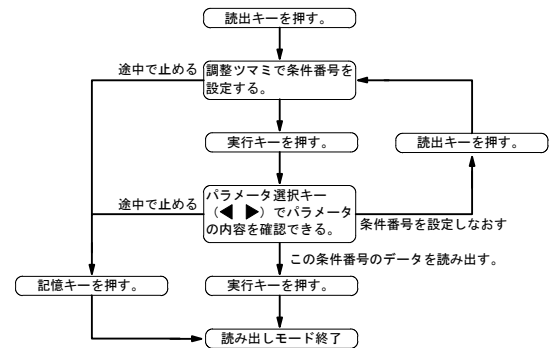 読出キーを押す。
途中で止める
調整ツマミで条件番号を
設定する。
実行キーを押す。
読出キーを押す。
途中で止める
パラメータ選択キー
（◀ ▶）でパラメータ
の内容を確認できる。
条件番号を設定しなおす
この条件番号のデータを読み出す。
記憶キーを押す。
実行キーを押す。
読み出しモード終了